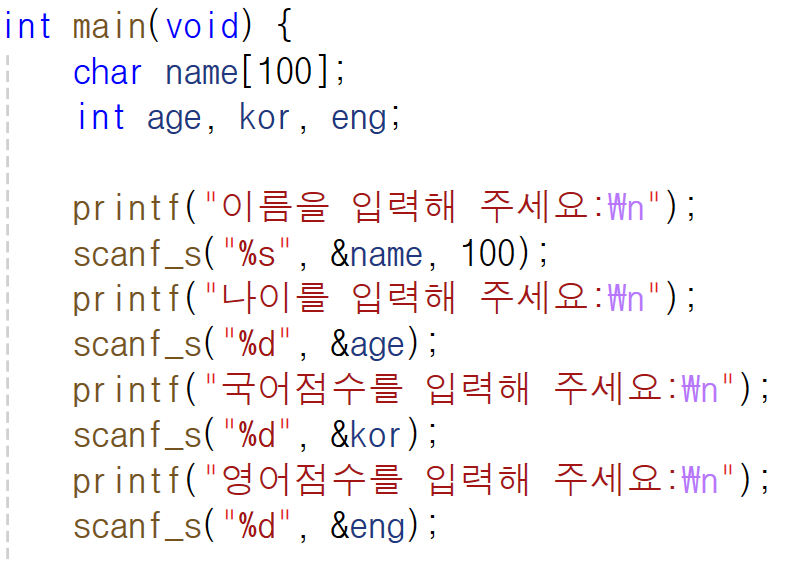 int main(void) {
char name[100];
int age, kor, eng;
printf("이름을 입력해 주세요:₩n");
scanf_s("%s", &name, 100);
printf("나이를 입력해 주세요:₩n");
scanf_s("%d", &age);
printf("국어점수를 입력해 주세요:₩n");
scanf_s("%d", &kor);
printf("영어점수를 입력해 주세요:₩n");
scanf_s("%d", &eng);